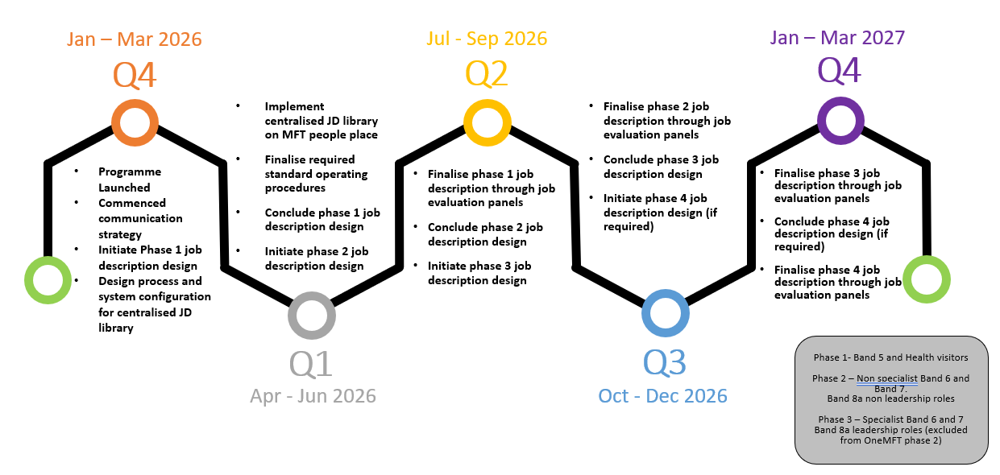 Jan – Mar 2026
Q4
• Programme
Launched
• Commenced
communication
strategy
• Initiate Phase 1 job
description design
• Design process and
system configuration
for centralised JD
library
• Implement
centralised JD library
on MFT people place
• Finalise required
standard operating
procedures
• Conclude phase 1 job
description design
• Initiate phase 2 job
description design
Q1
Apr - Jun 2026
Jul - Sep 2026
Q2
• Finalise phase 1 job
description through job
evaluation panels
• Conclude phase 2 job
description design
• Initiate phase 3 job
description design
• Finalise phase 2 job
description through job
evaluation panels
• Conclude phase 3 job
description design
• Initiate phase 4 job
description design (if
required)
Q3
Oct - Dec 2026
Jan – Mar 2027
Q4
• Finalise phase 3 job
description through job
evaluation panels
• Conclude phase 4 job
description design (if
required)
• Finalise phase 4 job
description through job
evaluation panels
Phase 1- Band 5 and Health visitors
Phase 2 – Non specialist Band 6 and
Band 7.
Band 8a non leadership roles
Phase 3 – Specialist Band 6 and 7
Band 8a leadership roles (excluded
from OneMFT phase 2)